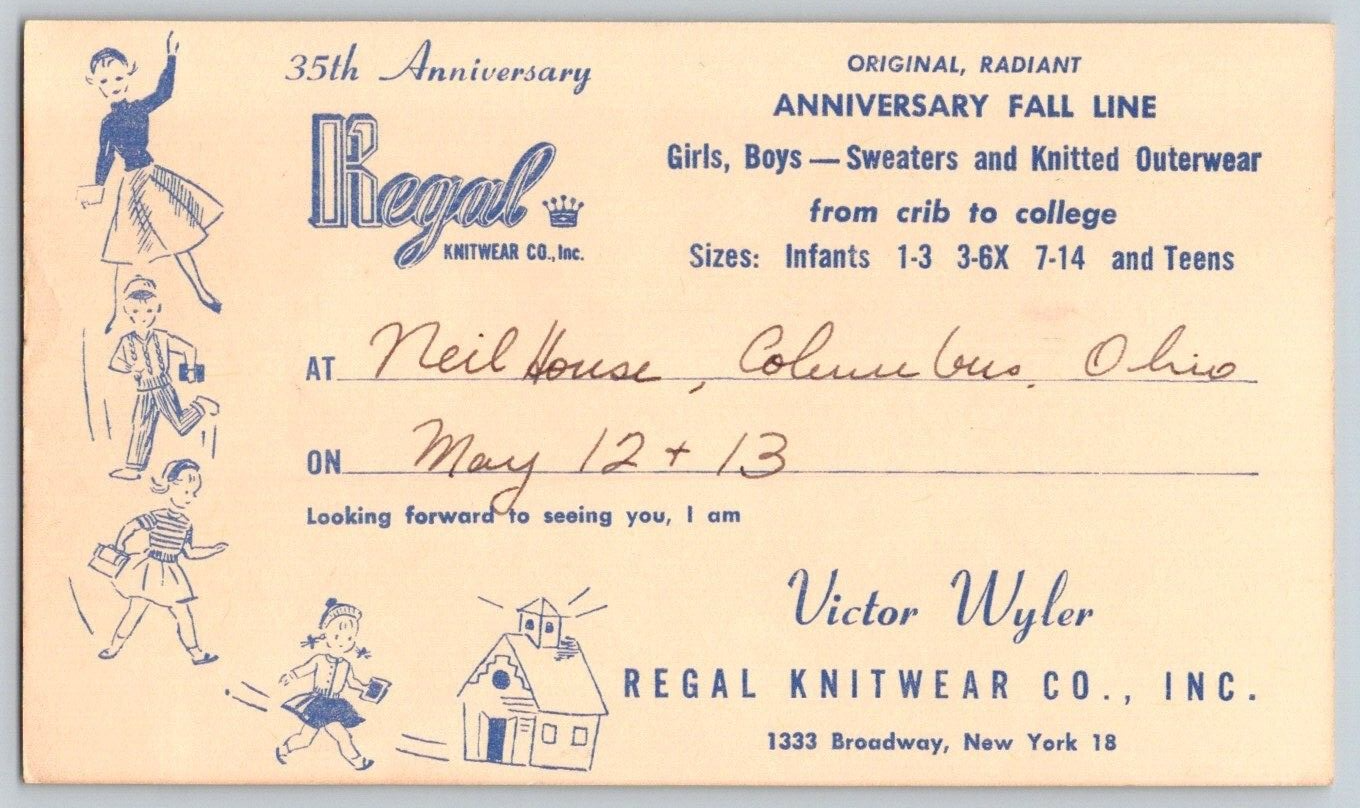 35th Anniversary
Regal
KNITWEAR CO., Inc.
ORIGINAL, RADIANT
ANNIVERSARY FALL LINE
Girls, Boys — Sweaters and Knitted Outerwear
from crib to college
Sizes: Infants 1-3 3-6X 7-14 and Teens
AT Neil House, Columbus, Ohio
ON May 12 + 13
Looking forward to seeing you, I am
Victor Wyler
REGAL KNITWEAR CO., INC.
1333 Broadway, New York 18